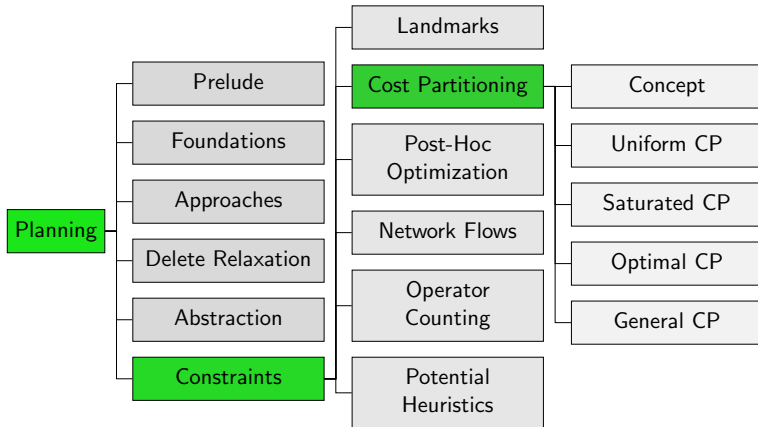 Planning
Prelude
Foundations
Approaches
Delete Relaxation
Abstraction
Constraints
Landmarks
Cost Partitioning
Post-Hoc
Optimization
Network Flows
Operator
Counting
Potential
Heuristics
Concept
Uniform CP
Saturated CP
Optimal CP
General CP